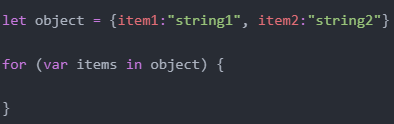 let object = {item1:"string1", item2:"string2"}
for (var items in object) {
}